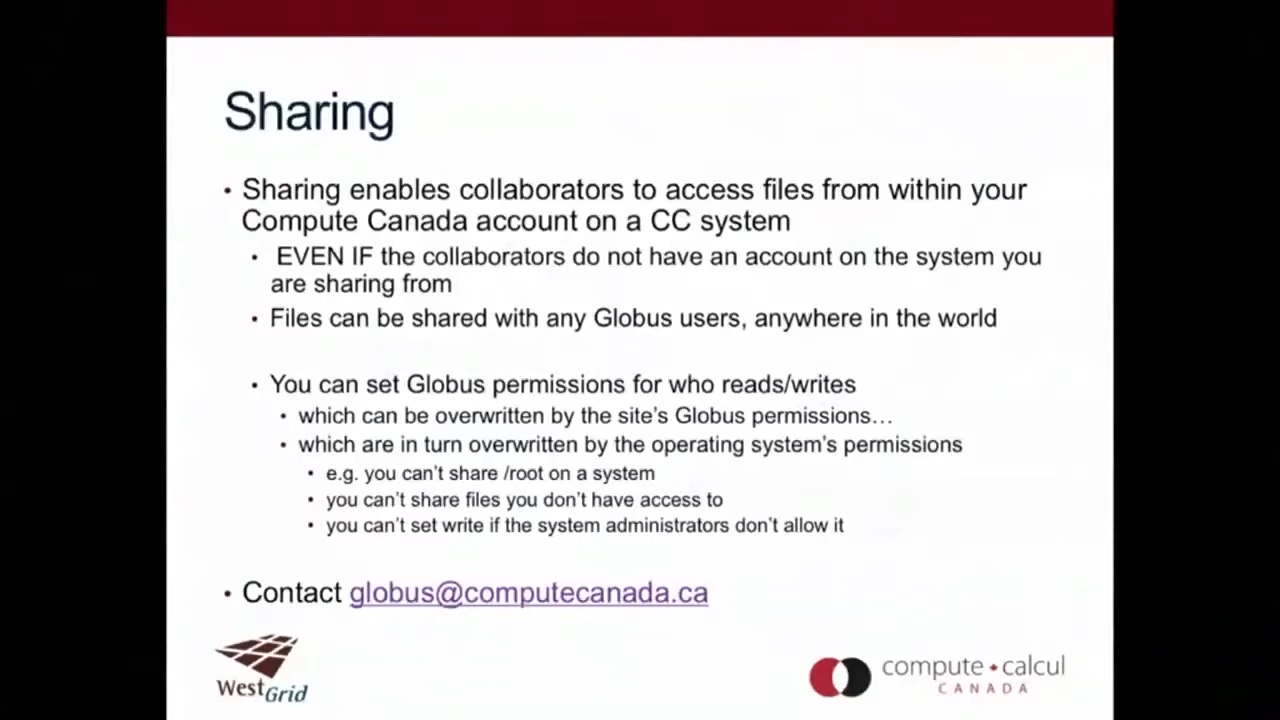 Sharing
• Sharing enables collaborators to access files from within your
Compute Canada account on a CC system
• EVEN IF the collaborators do not have an account on the system you
are sharing from
• Files can be shared with any Globus users, anywhere in the world
• You can set Globus permissions for who reads/writes
• which can be overwritten by the site's Globus permissions…
• which are in turn overwritten by the operating system's permissions
• e.g. you can't share /root on a system
• you can't share files you don't have access to
• you can't set write if the system administrators don't allow it
• Contact globus@computecanada.ca
WestGrid
compute • calcul
CANADA